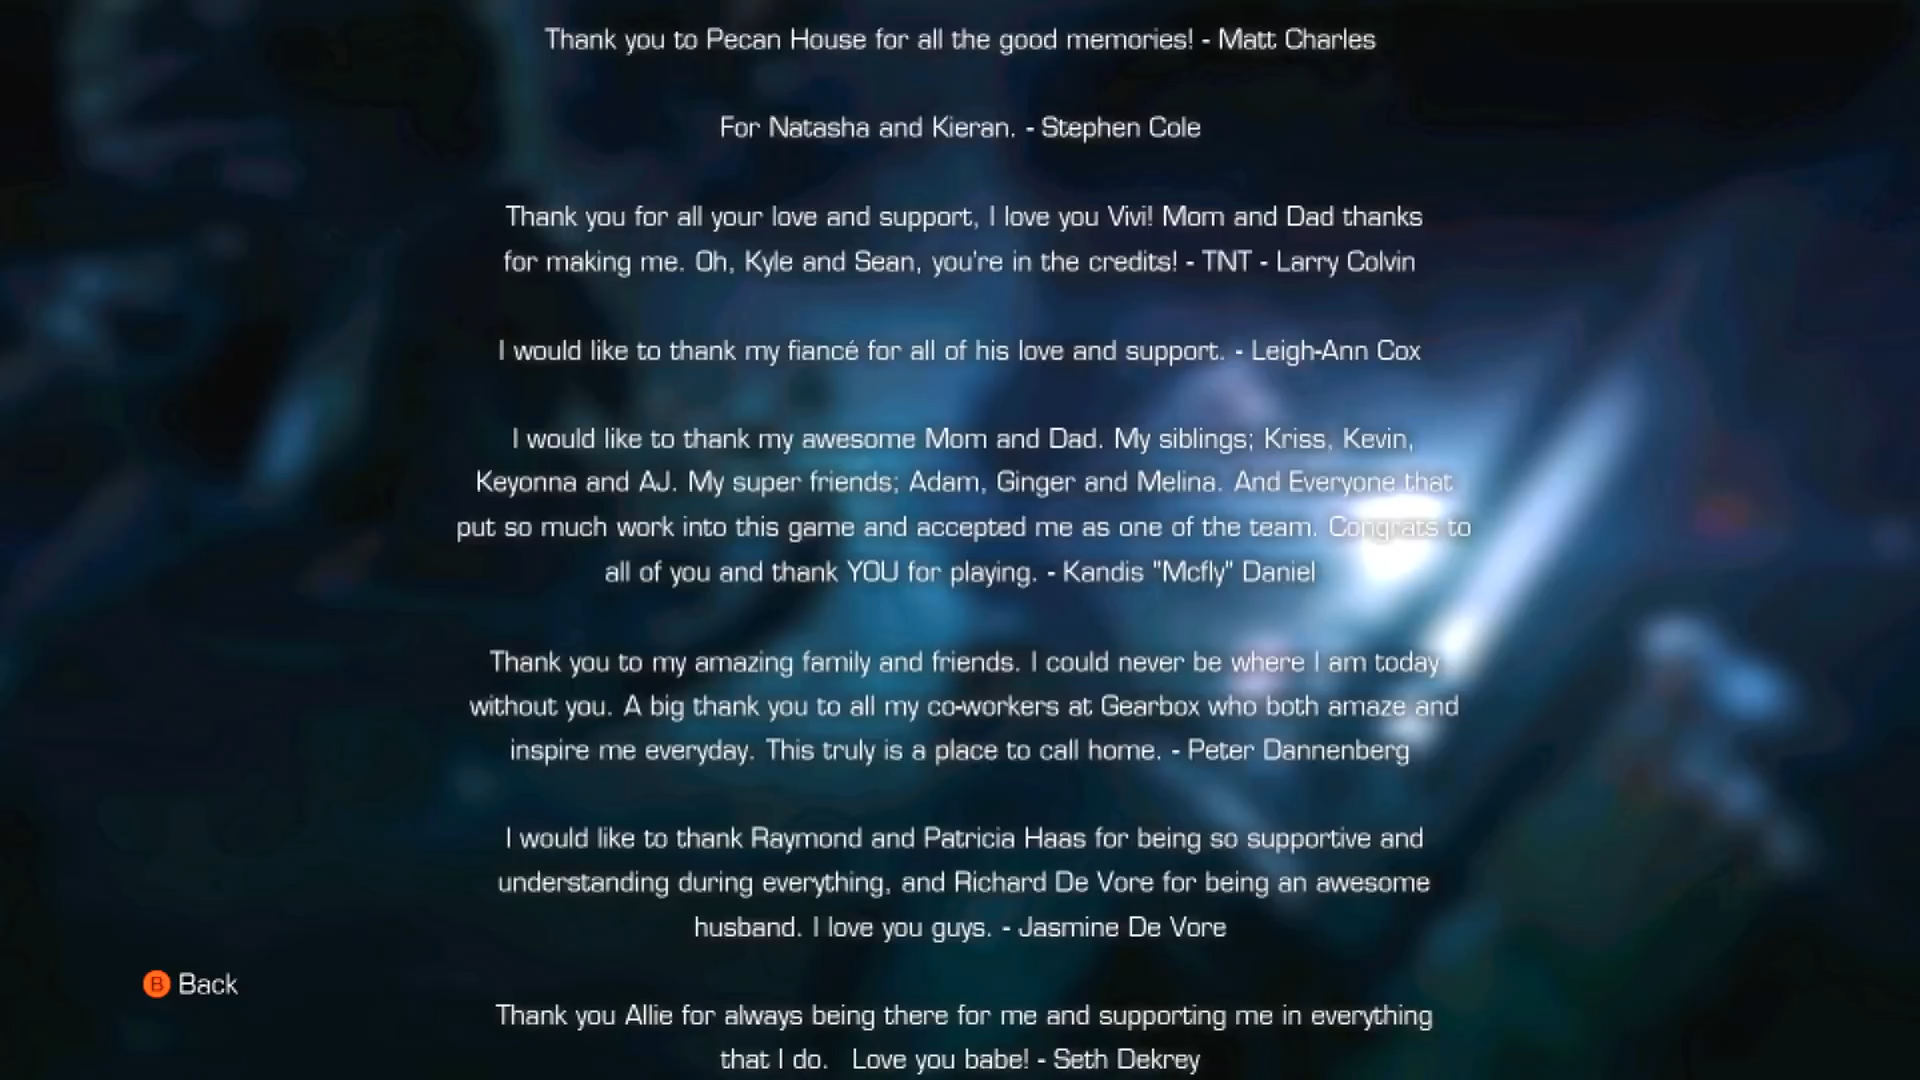 Thank you to Pecan House for all the good memories! - Matt Charles
For Natasha and Kieran. - Stephen Cole
Thank you for all your love and support, I love you Vivi! Mom and Dad thanks
for making me. Oh, Kyle and Sean, you're in the credits! - TNT - Larry Colvin
I would like to thank my fiancé for all of his love and support. - Leigh-Ann Cox
I would like to thank my awesome Mom and Dad. My siblings; Kriss, Kevin,
Keyonna and AJ. My super friends; Adam, Ginger and Melina. And Everyone that
put so much work into this game and accepted me as one of the team. Congrats to
all of you and thank YOU for playing. - Kandis "Mcfly" Daniel
Thank you to my amazing family and friends. I could never be where I am today
without you. A big thank you to all my co-workers at Gearbox who both amaze and
inspire me everyday. This truly is a place to call home. - Peter Dannenberg
I would like to thank Raymond and Patricia Haas for being so supportive and
understanding during everything, and Richard De Vore for being an awesome
husband. I love you guys. - Jasmine De Vore
B Back
Thank you Allie for always being there for me and supporting me in everything
that I do. Love you babe! - Seth Dekrey